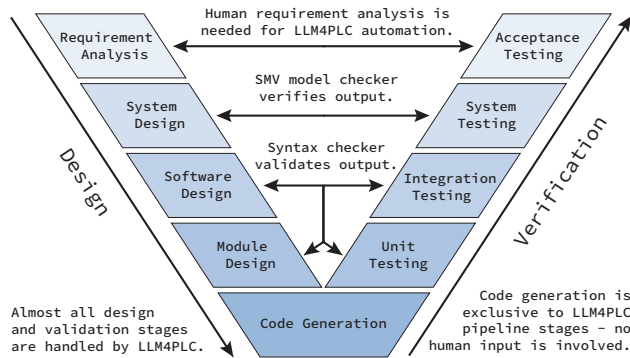 Human requirement analysis is
needed for LLM4PLC automation.
Requirement
Analysis
Acceptance
Testing
SMV model checker
verifies output.
System
Design
System
Testing
Syntax checker
validates output.
Software
Design
Integration
Testing
Design
Verification
Module
Design
Unit
Testing
Code Generation
Almost all design
and validation stages
are handled by LLM4PLC.
Code generation is
exclusive to LLM4PLC
pipeline stages – no
human input is involved.